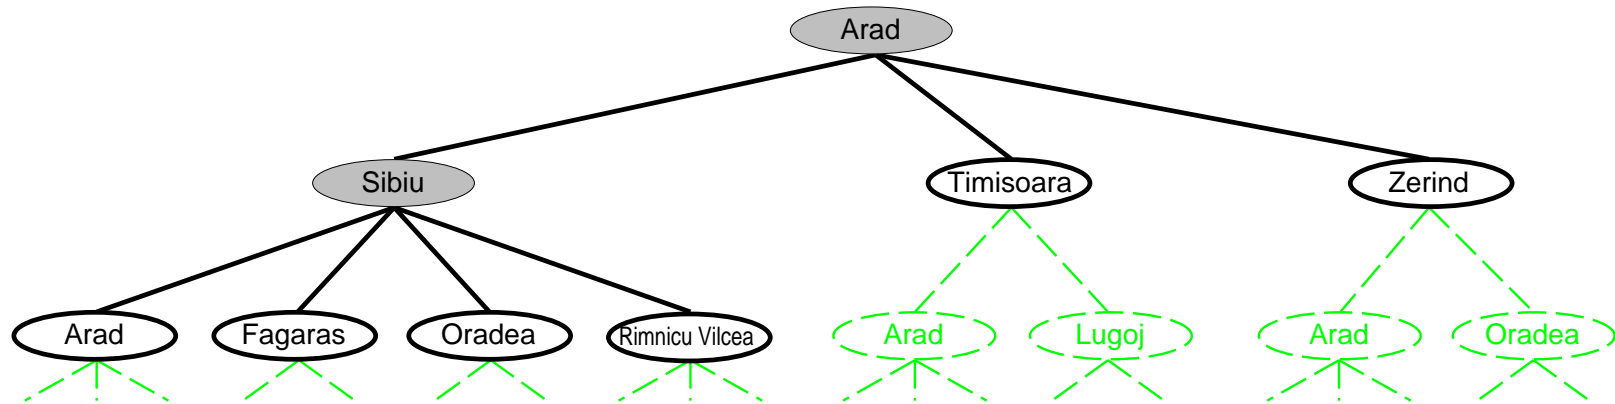 Arad
Sibiu
Timisoara
Zerind
Arad
Fagaras
Oradea
Rimnicu Vilcea
Arad
Lugoj
Arad
Oradea